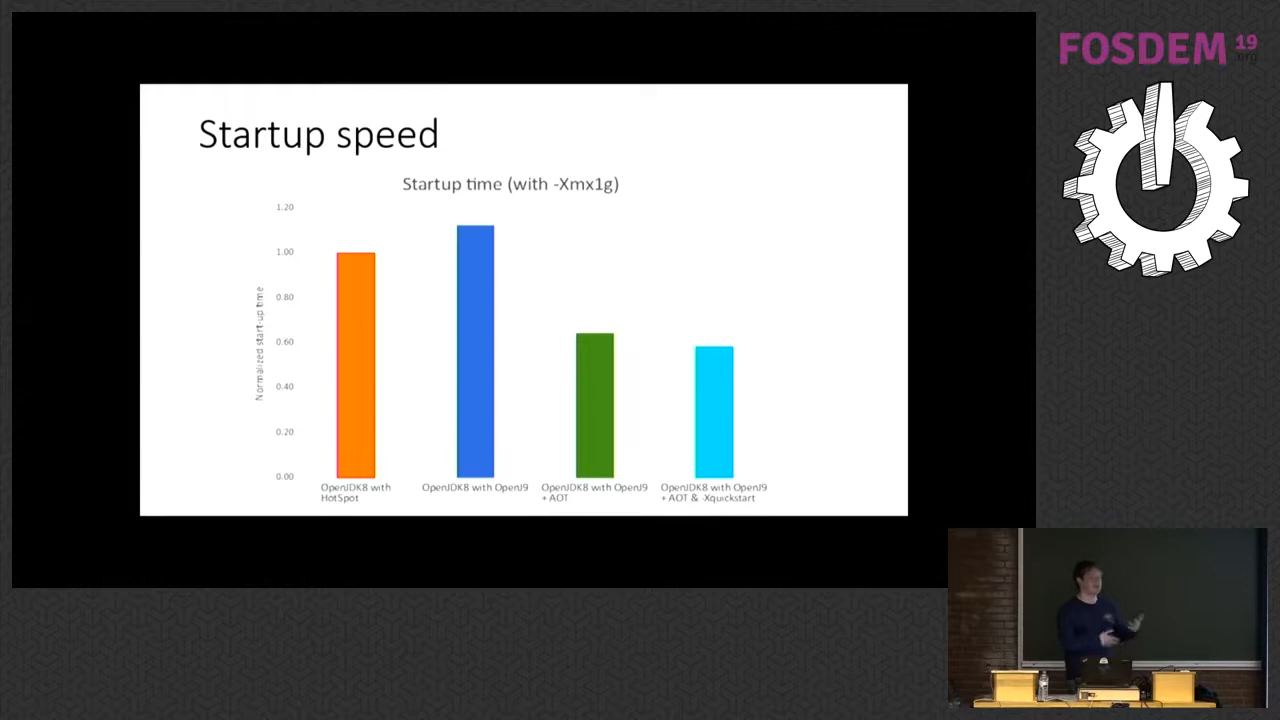 FOSDEM 19
.org
Startup speed
Startup time (with -Xmx1g)
1.20
1.00
0.80
0.60
0.40
0.20
0.00
Normalized start-up time
OpenJDK8 with
HotSpot
OpenJDK8 with OpenJ9
OpenJDK8 with OpenJ9
+ AOT
OpenJDK8 with OpenJ9
+ AOT & -Xquickstart